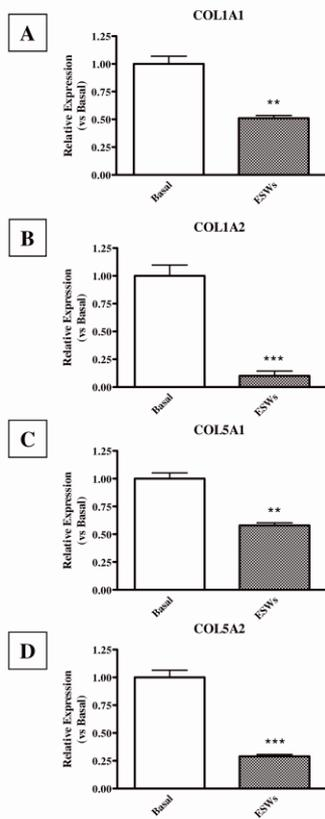 COL1A1
A
Relative Expression
(vs Basal)
1.25
1.00
0.75
0.50
0.25
0.00
**
Basal
ESWs
COL1A2
B
Relative Expression
(vs Basal)
1.25
1.00
0.75
0.50
0.25
0.00
***
Basal
ESWs
COL5A1
C
Relative Expression
(vs Basal)
1.25
1.00
0.75
0.50
0.25
0.00
**
Basal
ESWs
COL5A2
D
Relative Expression
(vs Basal)
1.25
1.00
0.75
0.50
0.25
0.00
***
Basal
ESWs